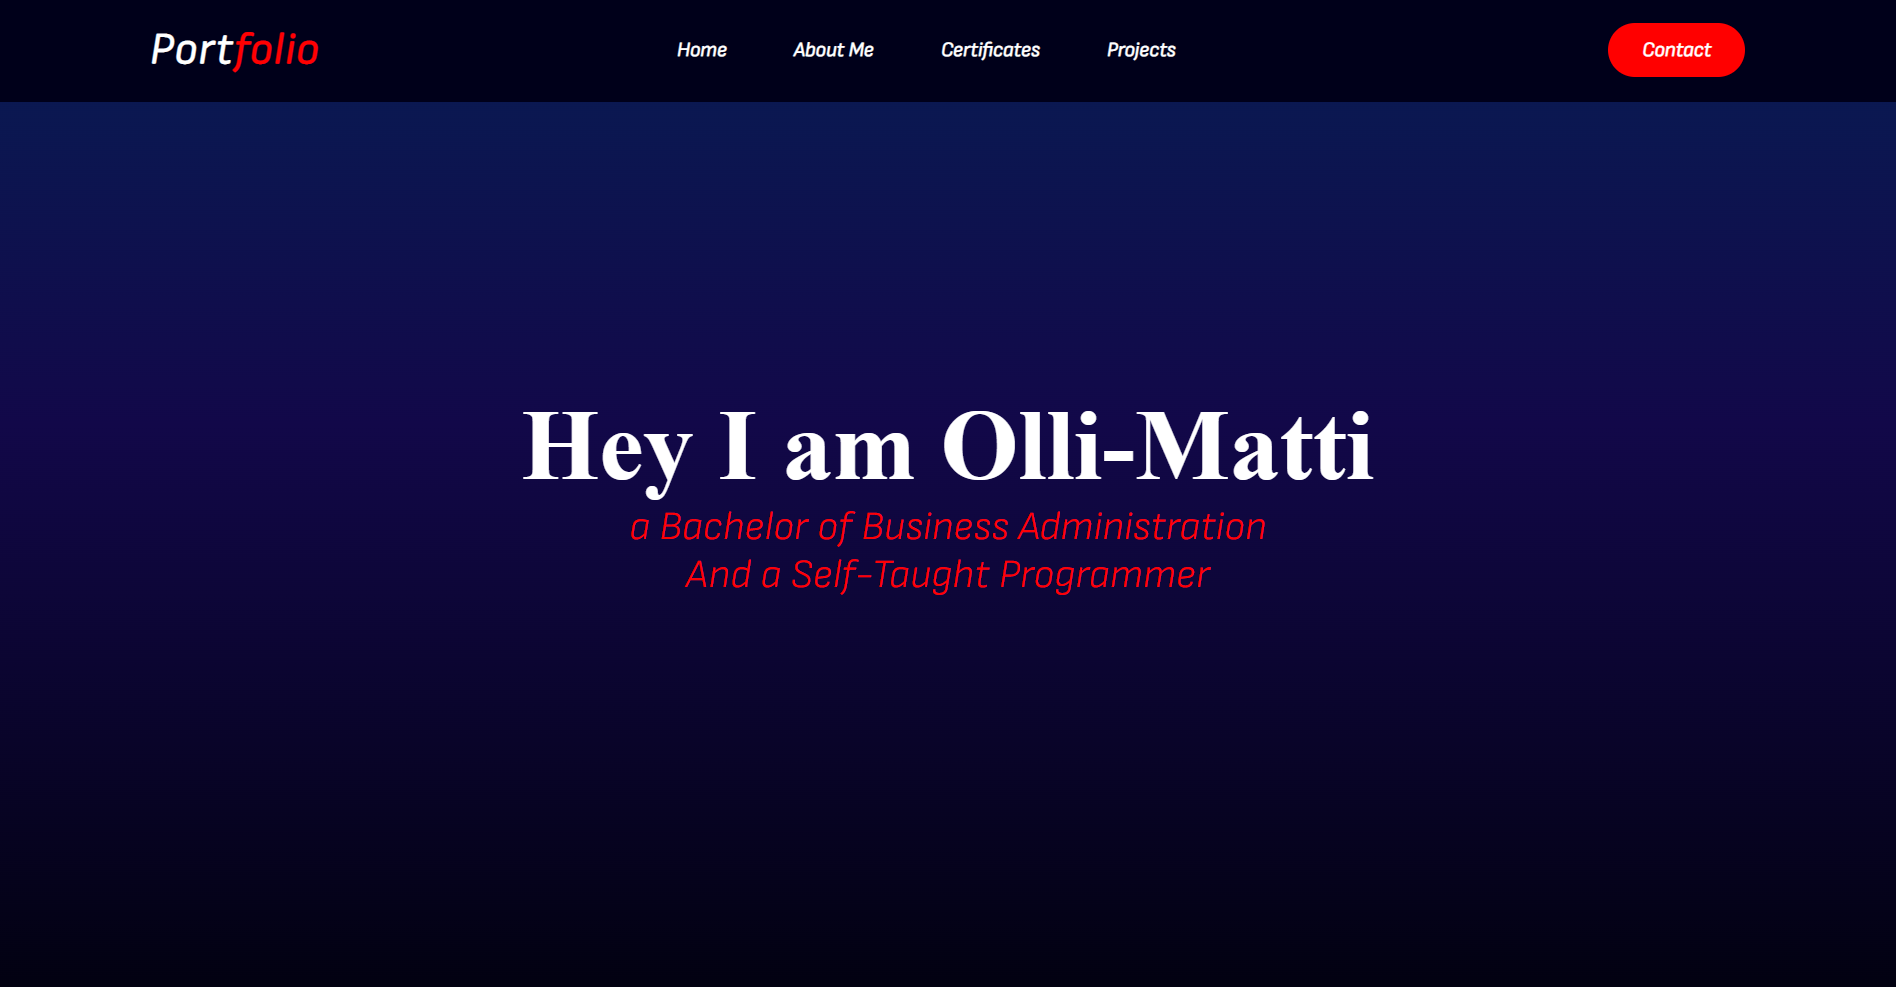 Portfolio
Home
About Me
Certificates
Projects
Contact
Hey I am Olli-Matti
a Bachelor of Business Administration
And a Self-Taught Programmer